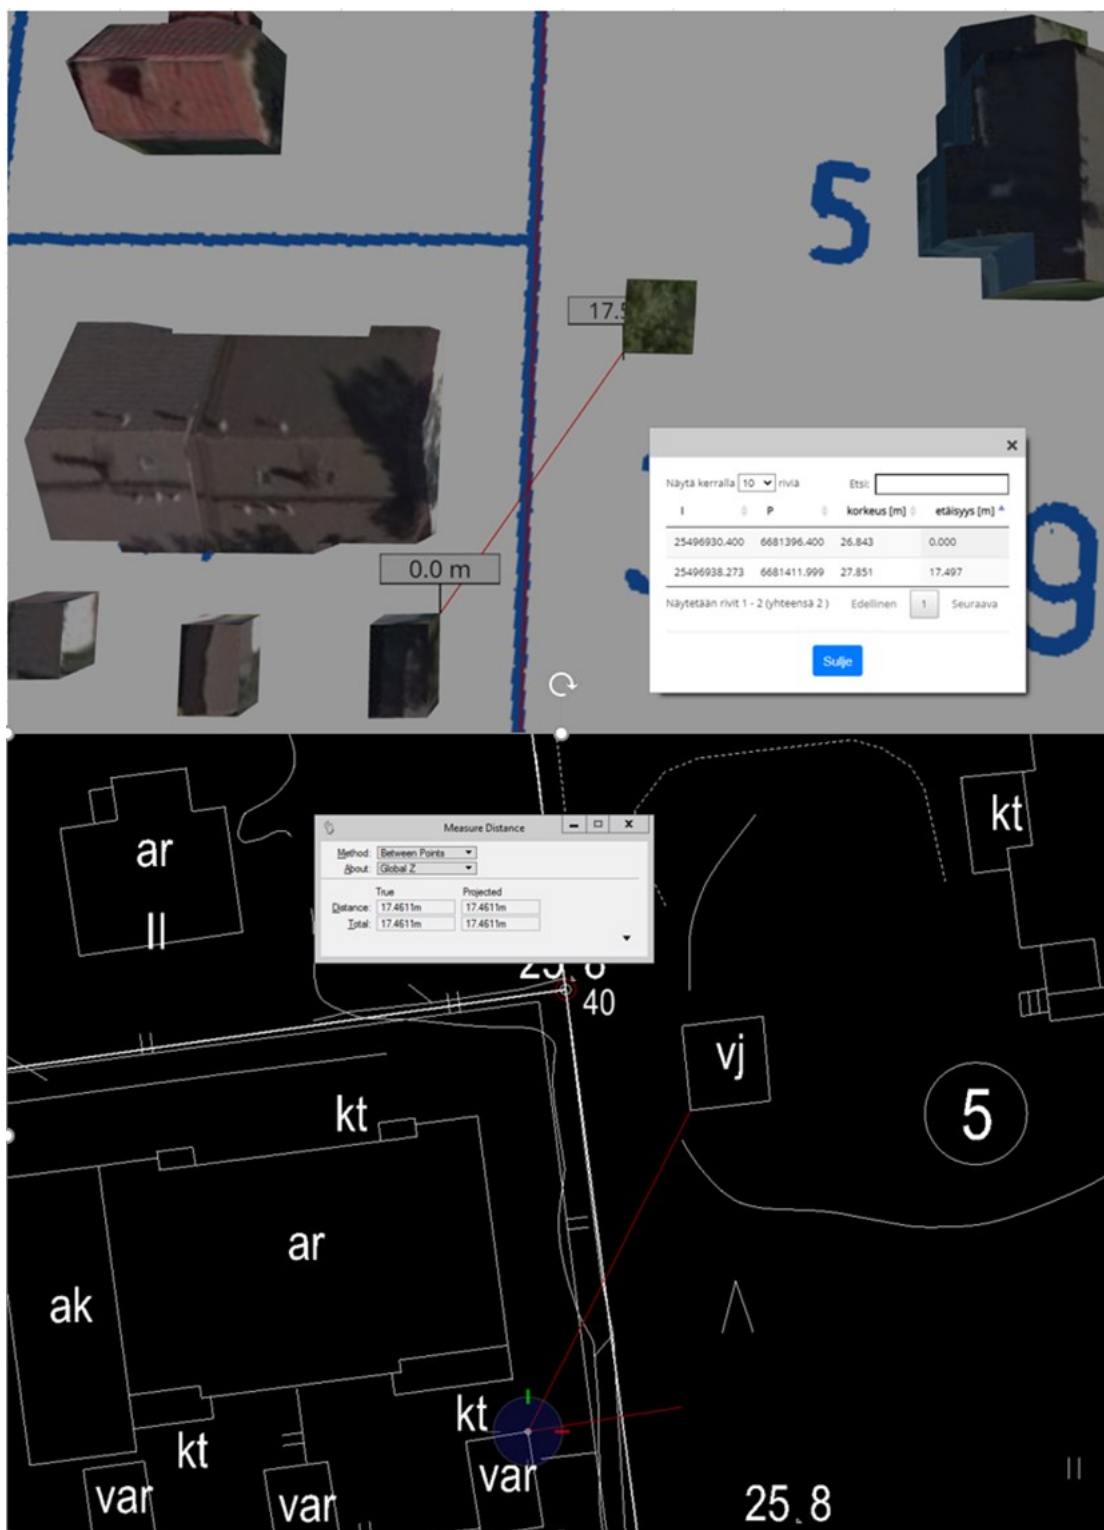 5
17.5
×
Näytä kerralla 10 riviä Etsi:
I P korkeus [m] etäisyys [m]
25496930.400 6681396.400 26.843 0.000
25496938.273 6681411.999 27.851 17.497
Näytetään rivit 1 - 2 (yhteensä 2 ) Edellinen 1 Seuraava
Sulje
9
0.0 m
Measure Distance
Method: Between Points
About: Global Z
True Projected
Distance: 17.4611m 17.4611m
Total: 17.4611m 17.4611m
kt
ar
II
25.8
40
vj
5
kt
ar
ak
kt
kt
var
var
var
25.8